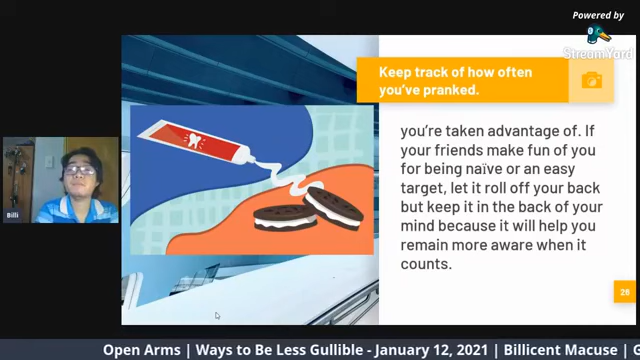 Powered by
StreamYard
Keep track of how often
you've pranked.
you're taken advantage of. If
your friends make fun of you
for being naïve or an easy
target, let it roll off your back
but keep it in the back of your
mind because it will help you
remain more aware when it
counts.
Billi
26
Open Arms | Ways to Be Less Gullible - January 12, 2021 | Billicent Macuse | G